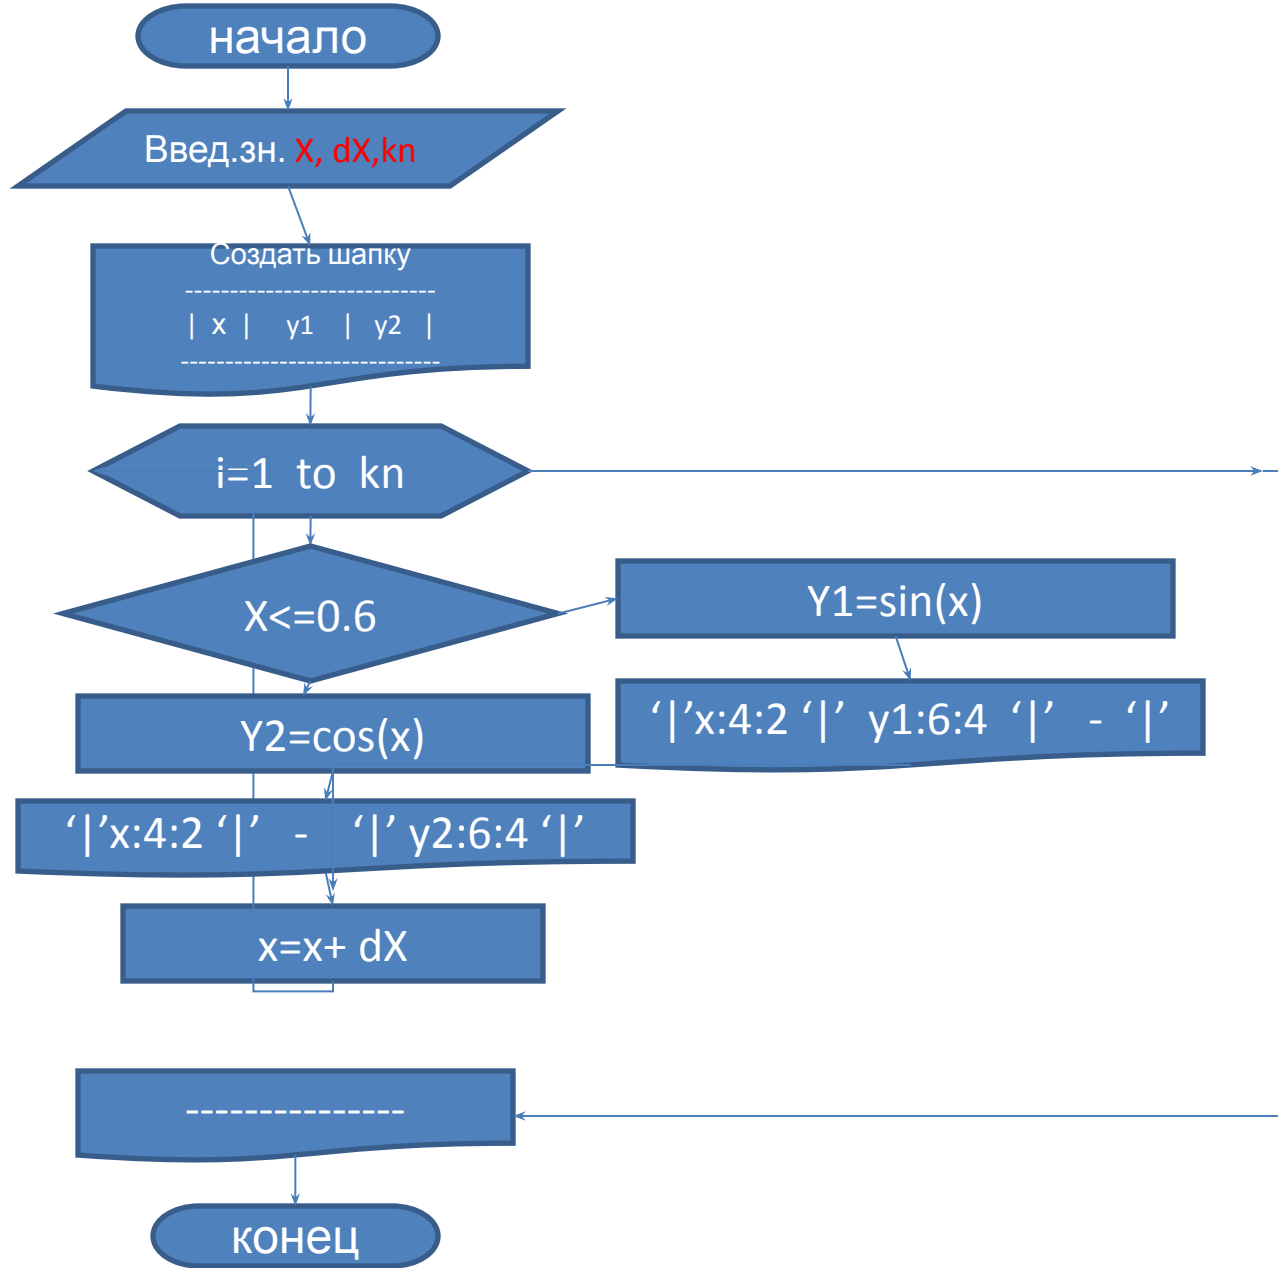 начало
Введ.зн. X, dX,kn
Создать шапку
---------------------------
| x | y1 | y2 |
----------------------------
i=1 to kn
X<=0.6
Y1=sin(x)
‘|’x:4:2 ‘|’ y1:6:4 ‘|’ - ‘|’
Y2=cos(x)
‘|’x:4:2 ‘|’ - ‘|’ y2:6:4 ‘|’
x=x+ dX
---------------
конец